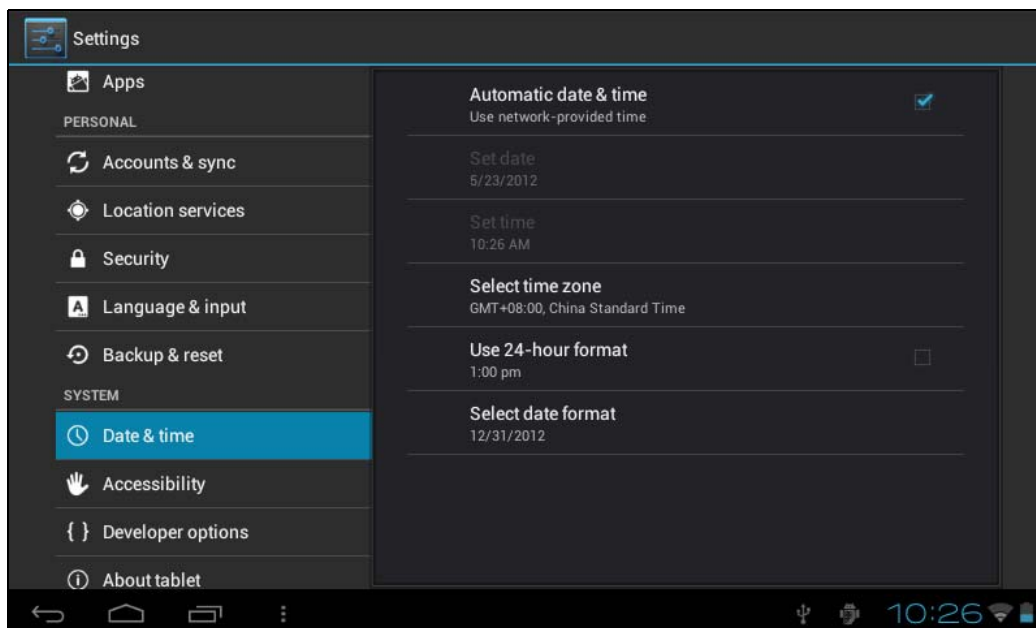 Settings
Apps
PERSONAL
Accounts & sync
Location services
Security
Language & input
Backup & reset
SYSTEM
Date & time
Accessibility
{ } Developer options
About tablet
Automatic date & time
Use network-provided time
Set date
5/23/2012
Set time
10:26 AM
Select time zone
GMT+08:00, China Standard Time
Use 24-hour format
1:00 pm
Select date format
12/31/2012
10:26